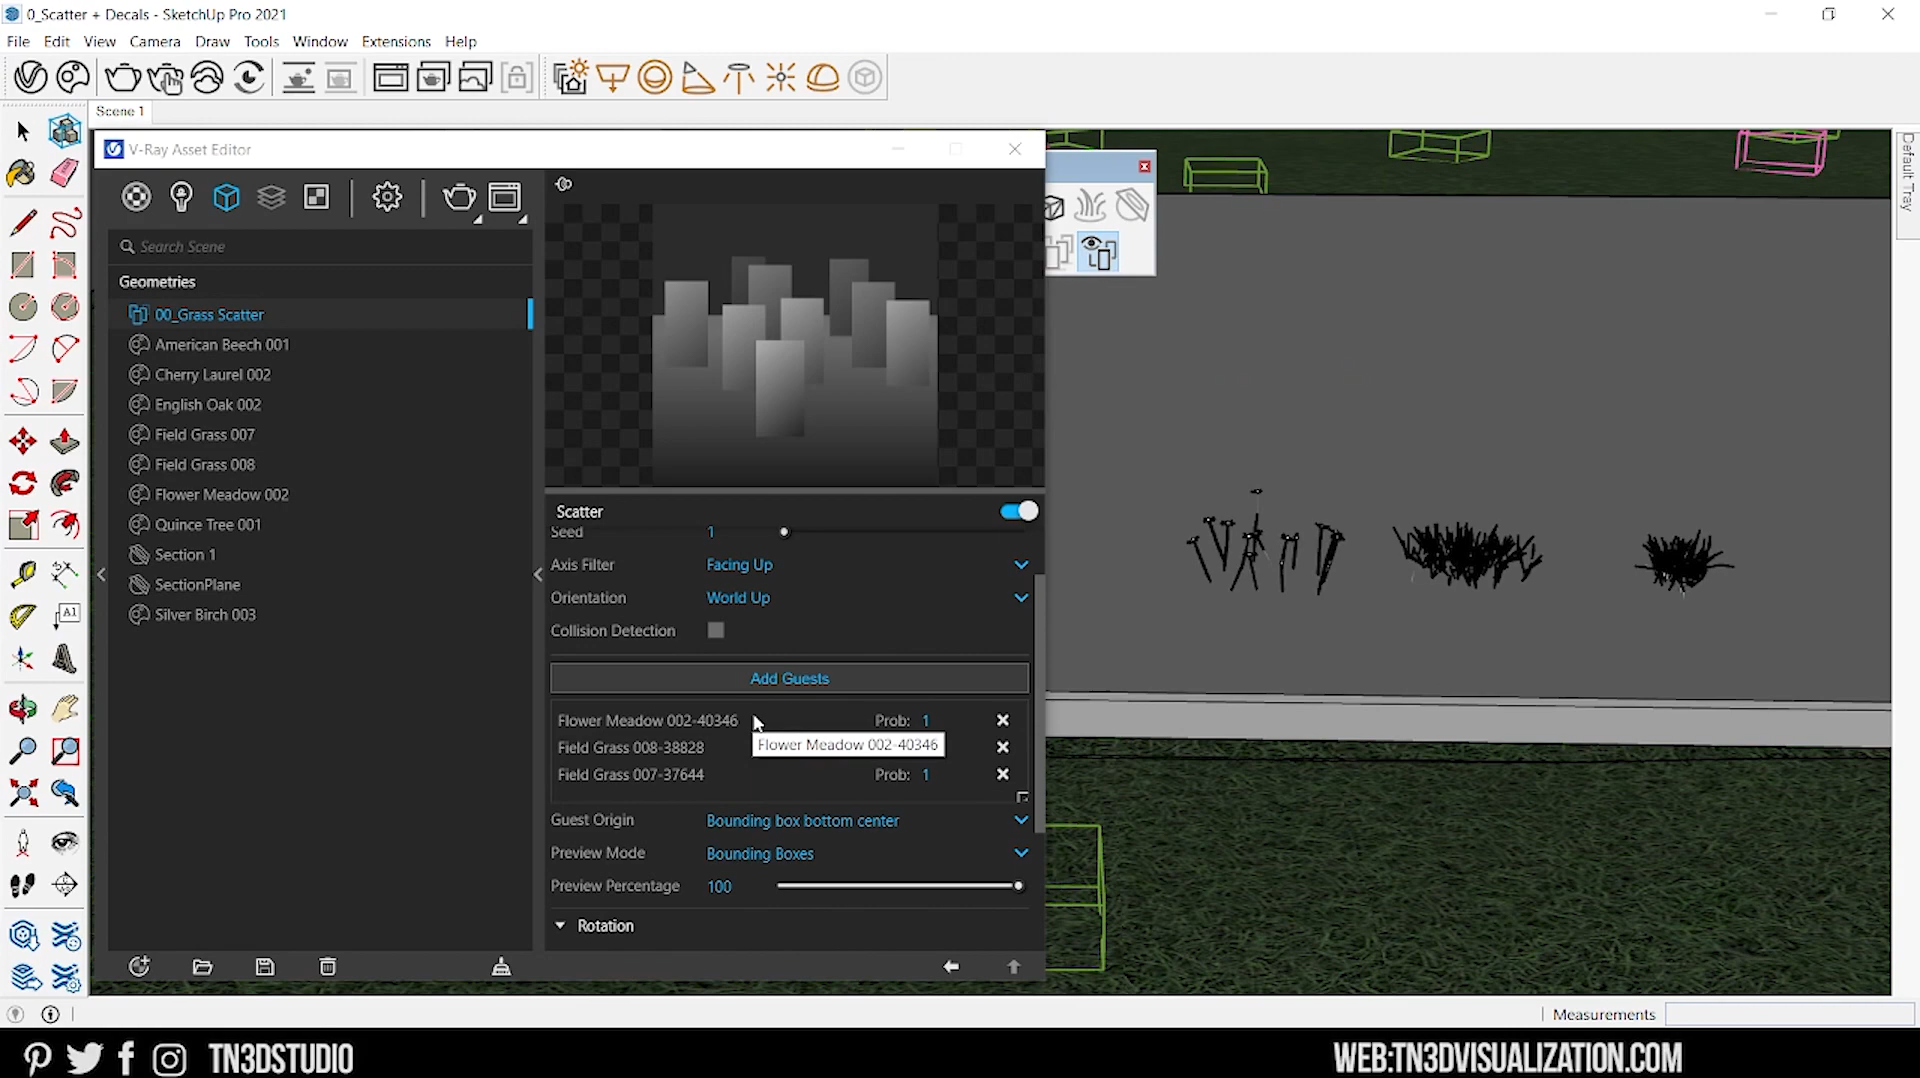 0_Scatter + Decals - SketchUp Pro 2021
File Edit View Camera Draw Tools Window Extensions Help
Scene 1
Default Tray
V-Ray Asset Editor
Search Scene
Geometries
00_Grass Scatter
American Beech 001
Cherry Laurel 002
English Oak 002
Field Grass 007
Field Grass 008
Flower Meadow 002
Quince Tree 001
Section 1
SectionPlane
Silver Birch 003
A1
Scatter
Seed 1
Axis Filter Facing Up
Orientation World Up
Collision Detection
Add Guests
Flower Meadow 002-40346 Prob: 1
Flower Meadow 002-40346
Field Grass 008-38828
Field Grass 007-37644 Prob: 1
Guest Origin Bounding box bottom center
Preview Mode Bounding Boxes
Preview Percentage 100
Rotation
Measurements
TN3DSTUDIO
WEB:TN3DVISUALIZATION.COM